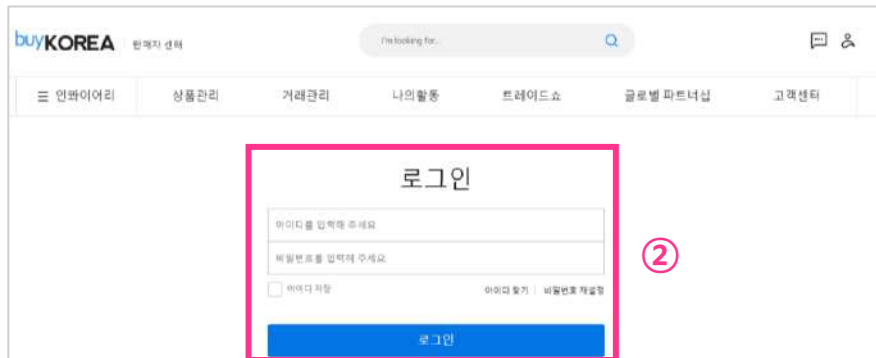 buyKOREA 판매자 센터 I'm looking for...
인콰이어리 상품관리 거래관리 나의활동 트레이드쇼 글로벌 파트너십 고객센터
로그인
아이디를 입력해 주세요
비밀번호를 입력해 주세요
②
아이디 저장 아이디 찾기 비밀번호 재설정
로그인